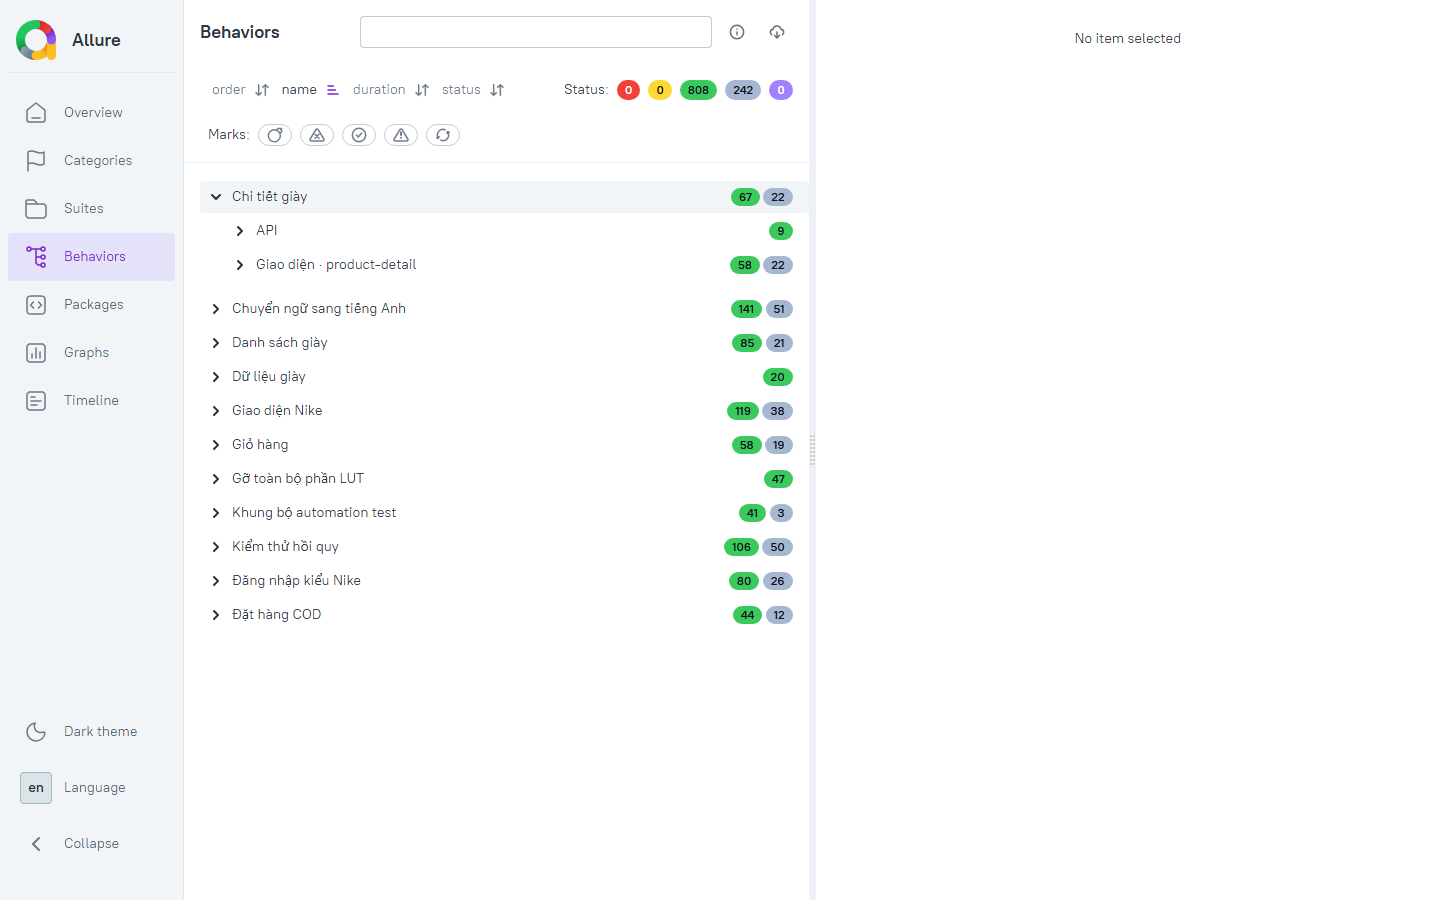 Allure
Overview
Categories
Suites
Behaviors
Packages
Graphs
Timeline
Dark theme
en Language
Collapse
Behaviors
order name duration status Status: 0 0 808 242 0
Marks:
Chi tiết giày 67 22
API 9
Giao diện · product-detail 58 22
Chuyển ngữ sang tiếng Anh 141 51
Danh sách giày 85 21
Dữ liệu giày 20
Giao diện Nike 119 38
Giỏ hàng 58 19
Gỡ toàn bộ phần LUT 47
Khung bộ automation test 41 3
Kiểm thử hồi quy 106 50
Đăng nhập kiểu Nike 80 26
Đặt hàng COD 44 12
No item selected